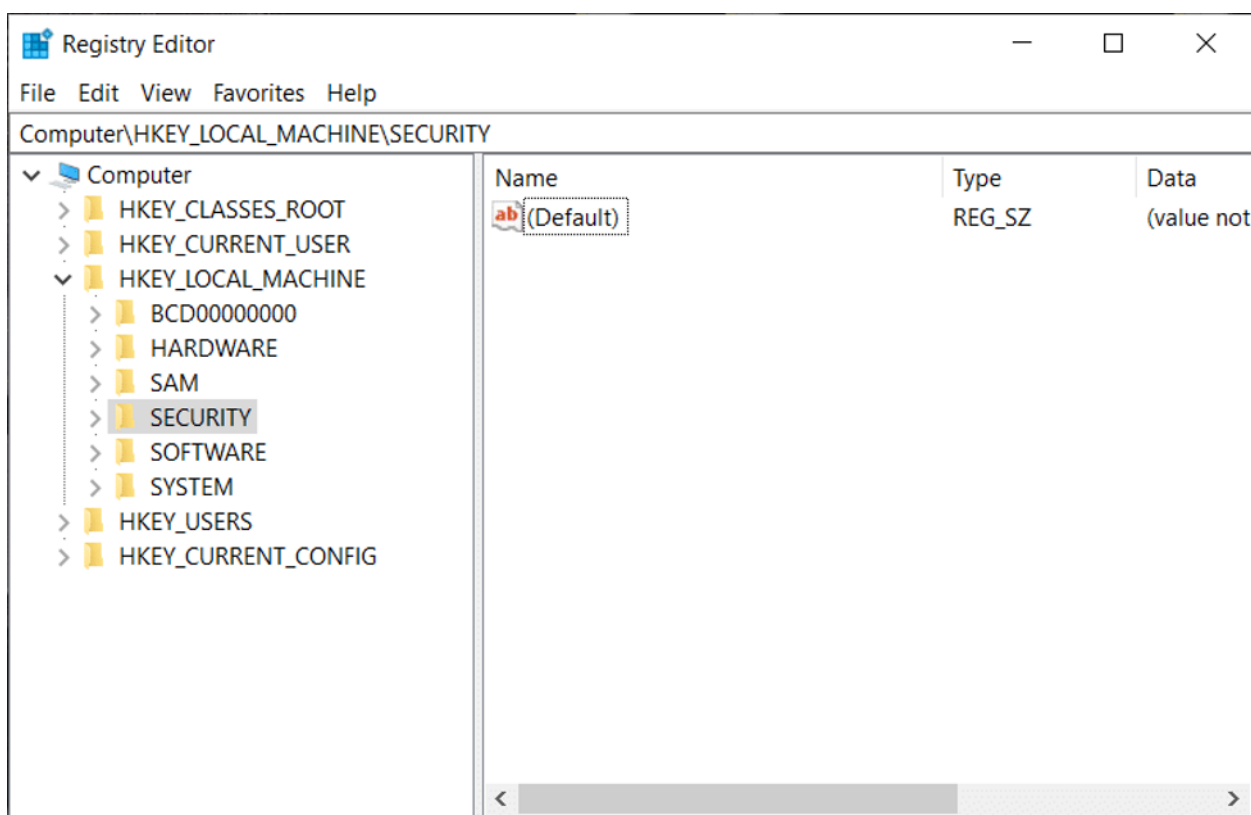 Registry Editor
File Edit View Favorites Help
Computer\HKEY_LOCAL_MACHINE\SECURITY
Computer
HKEY_CLASSES_ROOT
HKEY_CURRENT_USER
HKEY_LOCAL_MACHINE
BCD00000000
HARDWARE
SAM
SECURITY
SOFTWARE
SYSTEM
HKEY_USERS
HKEY_CURRENT_CONFIG
Name Type Data
ab (Default) REG_SZ (value not